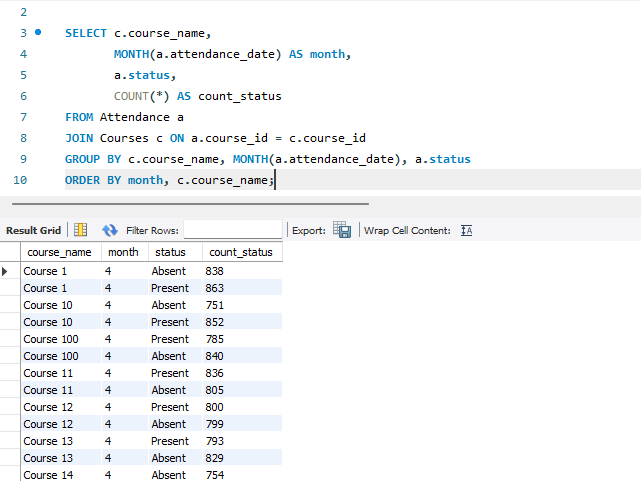 2
3 SELECT c.course_name,
4 MONTH(a.attendance_date) AS month,
5 a.status,
6 COUNT(*) AS count_status
7 FROM Attendance a
8 JOIN Courses c ON a.course_id = c.course_id
9 GROUP BY c.course_name, MONTH(a.attendance_date), a.status
10 ORDER BY month, c.course_name;
Result Grid Filter Rows: Export: Wrap Cell Content:
course_name month status count_status
Course 1 4 Absent 838
Course 1 4 Present 863
Course 10 4 Absent 751
Course 10 4 Present 852
Course 100 4 Present 785
Course 100 4 Absent 840
Course 11 4 Present 836
Course 11 4 Absent 805
Course 12 4 Present 800
Course 12 4 Absent 799
Course 13 4 Present 793
Course 13 4 Absent 829
Course 14 4 Absent 754